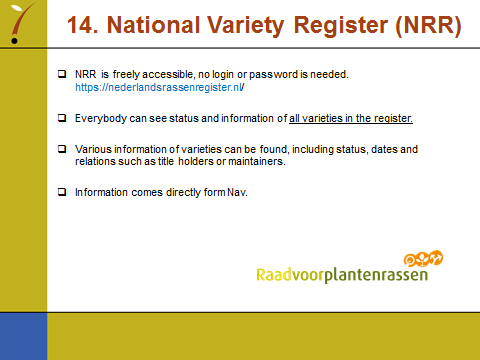 14. National Variety Register (NRR)
NRR is freely accessible, no login or password is needed.
https://nederlandsrassenregister.nl/
Everybody can see status and information of all varieties in the register.
Various information of varieties can be found, including status, dates and
relations such as title holders or maintainers.
Information comes directly form Nav.
Raadvoorplantenrassen